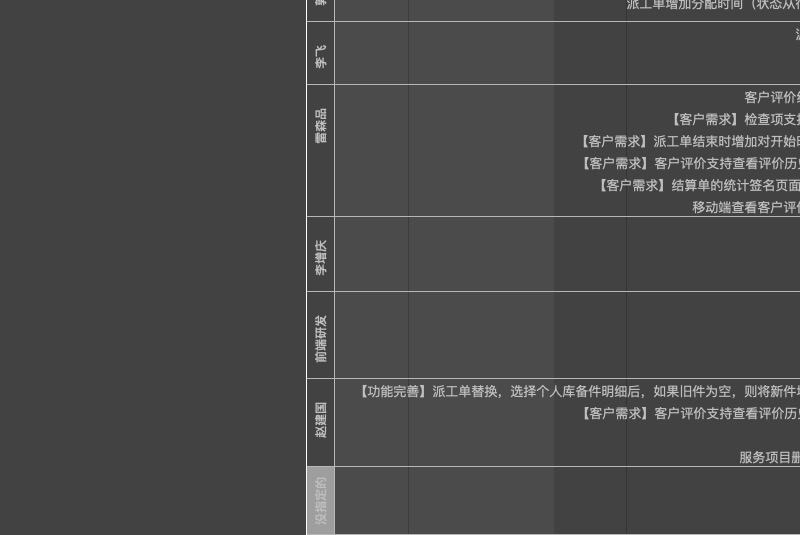 派工单增加分配时间（状态从
李飞
雷森品
客户评价
【客户需求】检查项支
【客户需求】派工单结束时增加对开始
【客户需求】客户评价支持查看评价历
【客户需求】结算单的统计签名页面
移动端查看客户评
李增庆
前端研发
赵建国
【功能完善】派工单替换，选择个人库备件明细后，如果旧件为空，则将新件
【客户需求】客户评价支持查看评价历
服务项目
没指定的